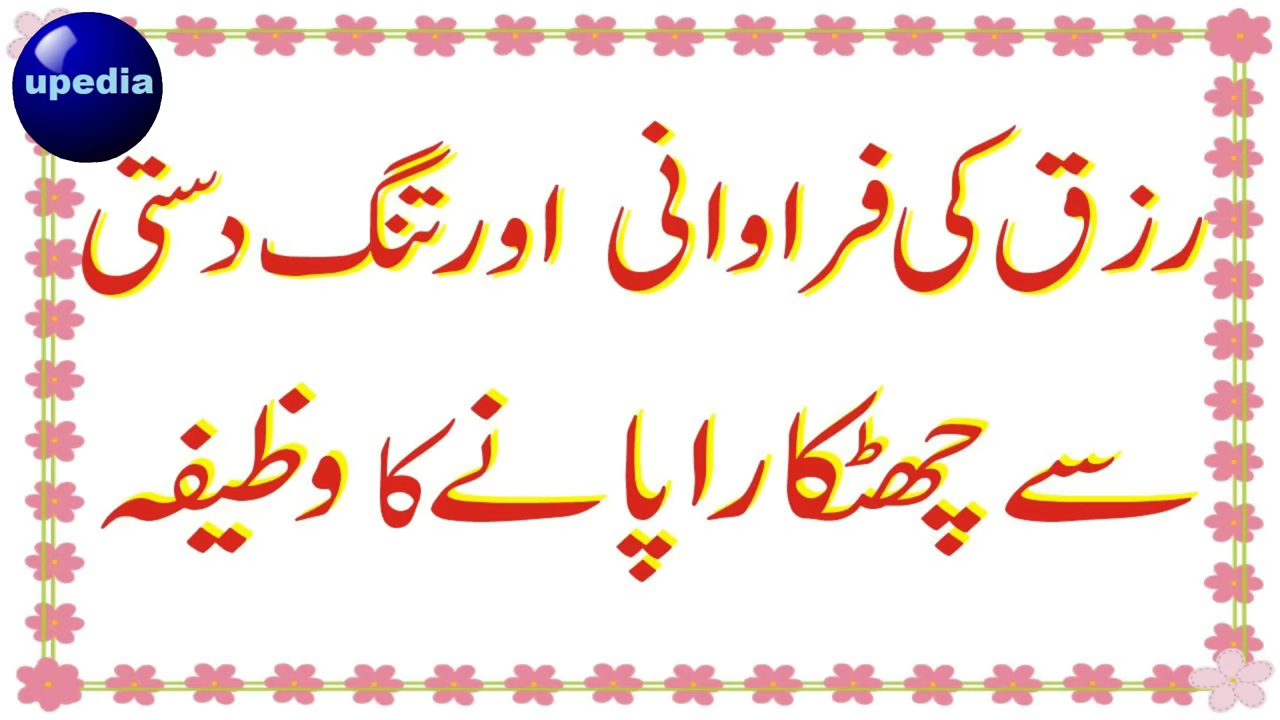 upedia
رزق کی فراوانی اور تنگ دستی
سے چھٹکارا پانے کا وظیفہ